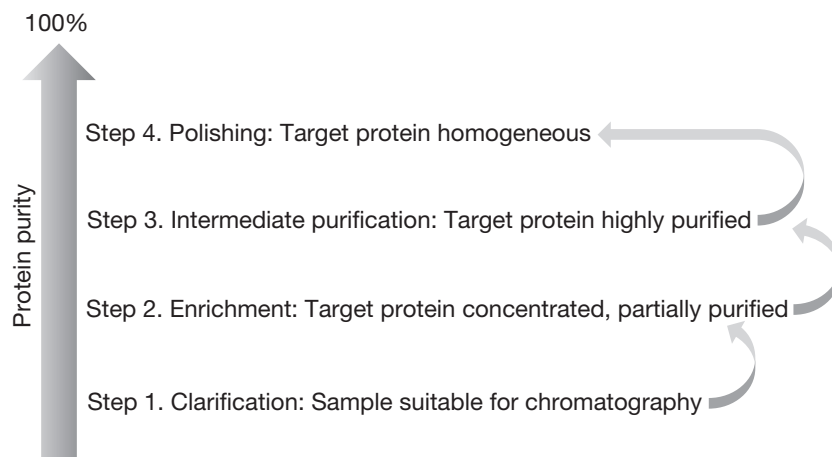 100%
Step 4. Polishing: Target protein homogeneous
Step 3. Intermediate purification: Target protein highly purified
Protein purity
Step 2. Enrichment: Target protein concentrated, partially purified
Step 1. Clarification: Sample suitable for chromatography